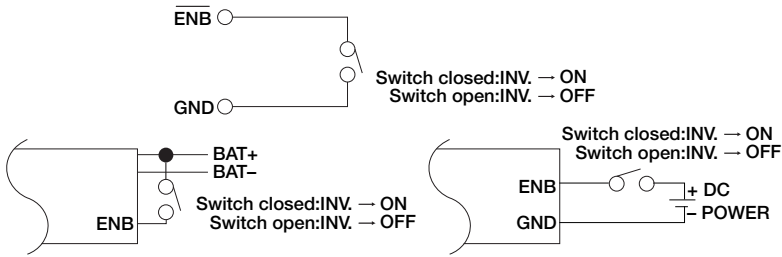 ENB
Switch closed:INV. → ON
Switch open:INV. → OFF
GND
BAT+
BAT–
Switch closed:INV. → ON
Switch open:INV. → OFF
ENB
Switch closed:INV. → ON
Switch open:INV. → OFF
ENB
+ DC
– POWER
GND